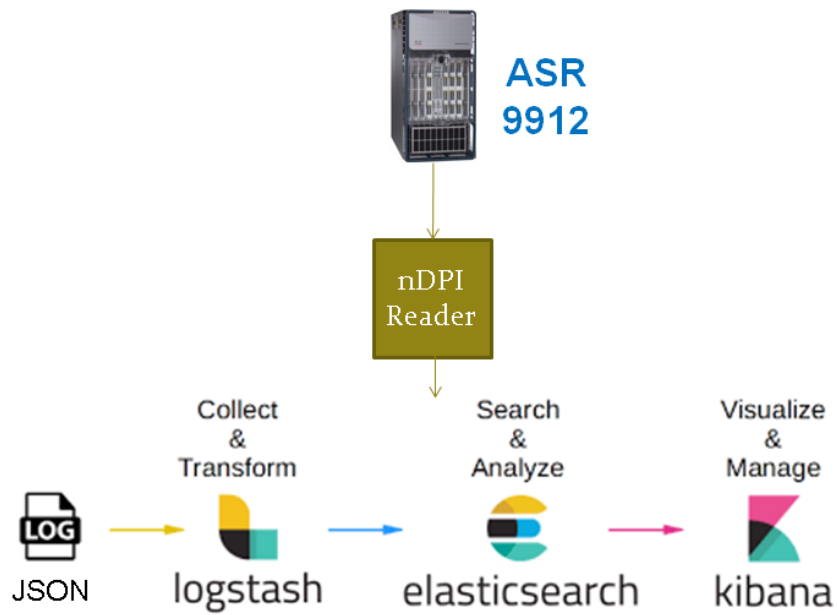 ASR
9912
nDPI
Reader
Collect
&
Transform
Search
&
Analyze
Visualize
&
Manage
LOG
JSON
logstash
elasticsearch
kibana